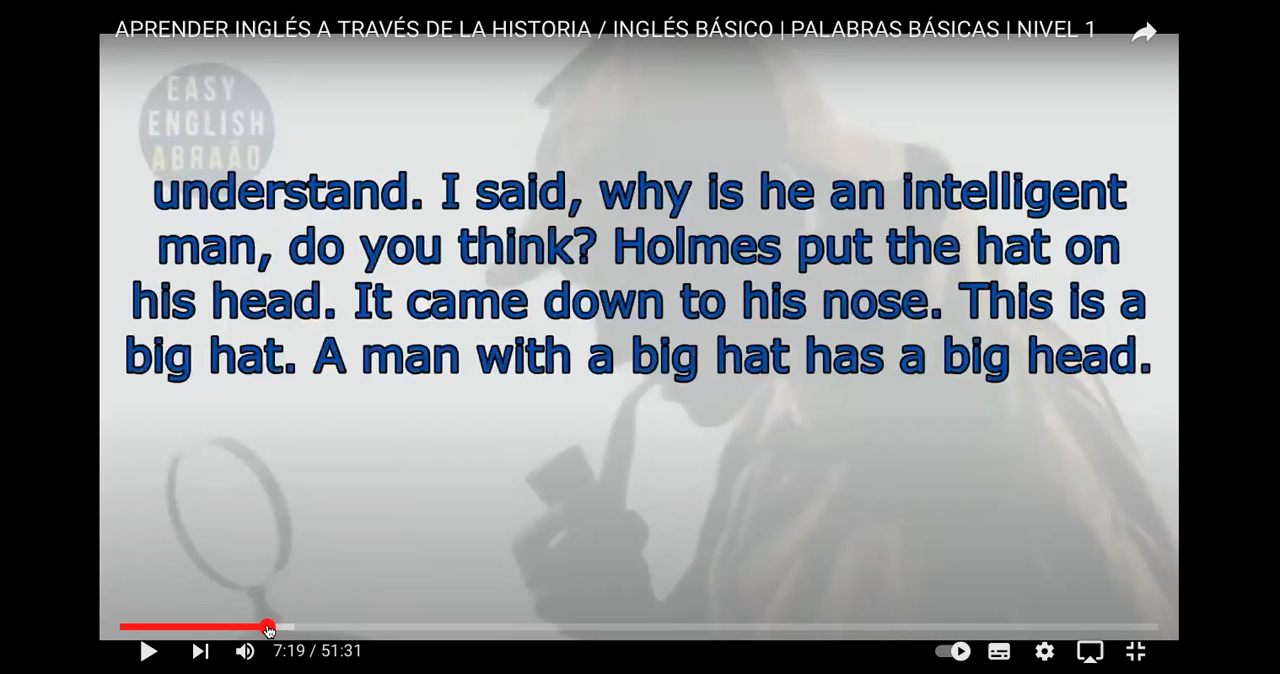 APRENDER INGLÉS A TRAVÉS DE LA HISTORIA / INGLÉS BÁSICO | PALABRAS BÁSICAS | NIVEL 1
EASY
ENGLISH
ABRAÃO
understand. I said, why is he an intelligent
man, do you think? Holmes put the hat on
his head. It came down to his nose. This is a
big hat. A man with a big hat has a big head.
7:19 / 51:31